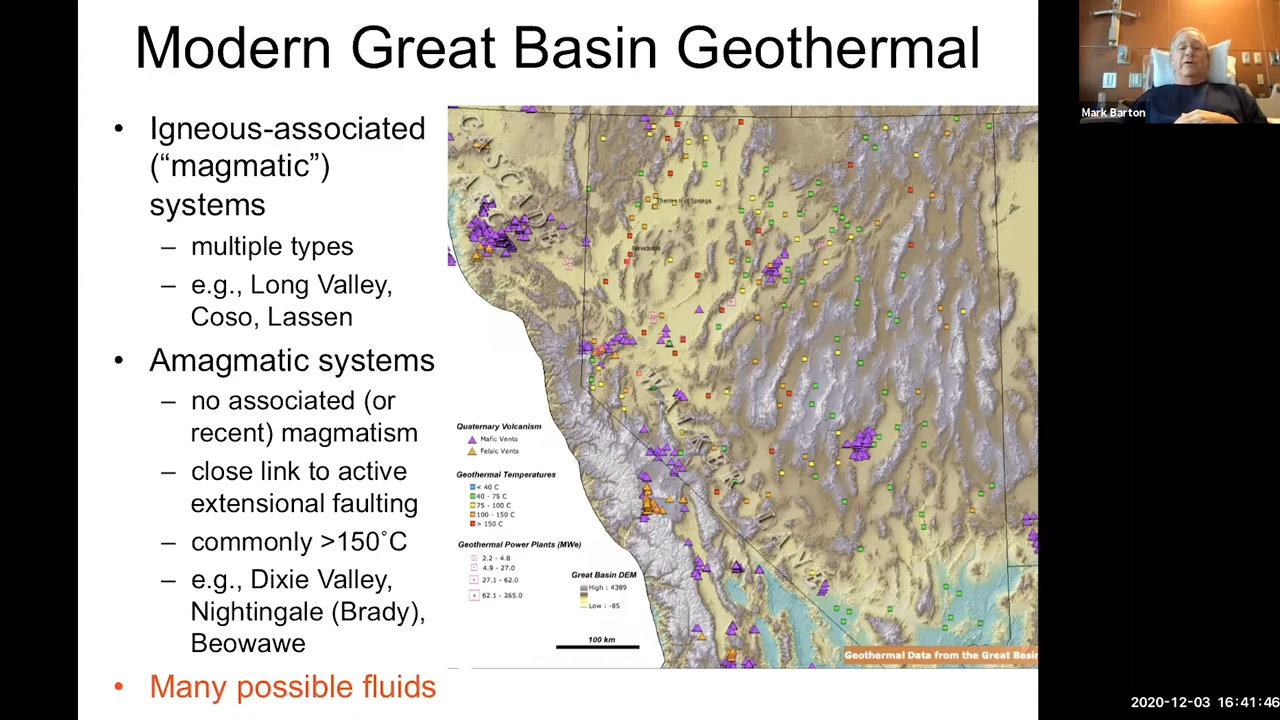 Modern Great Basin Geothermal
Mark Barton
• Igneous-associated
(“magmatic”)
systems
– multiple types
– e.g., Long Valley,
Coso, Lassen
• Amagmatic systems
– no associated (or
recent) magmatism
– close link to active
extensional faulting
– commonly >150˚C
– e.g., Dixie Valley,
Nightingale (Brady),
Beowawe
• Many possible fluids
Quaternary Volcanism
Mafic Vents
Felsic Vents
Geothermal Temperatures
< 40 C
40 - 75 C
75 - 100 C
100 - 150 C
> 150 C
Geothermal Power Plants (MWe)
2.2 - 4.8
4.9 - 27.0
27.1 - 62.0
62.1 - 265.0
Great Basin DEM
High : 4389
Low : -85
100 km
Geothermal Data from the Great Basin
2020-12-03 16:41:46